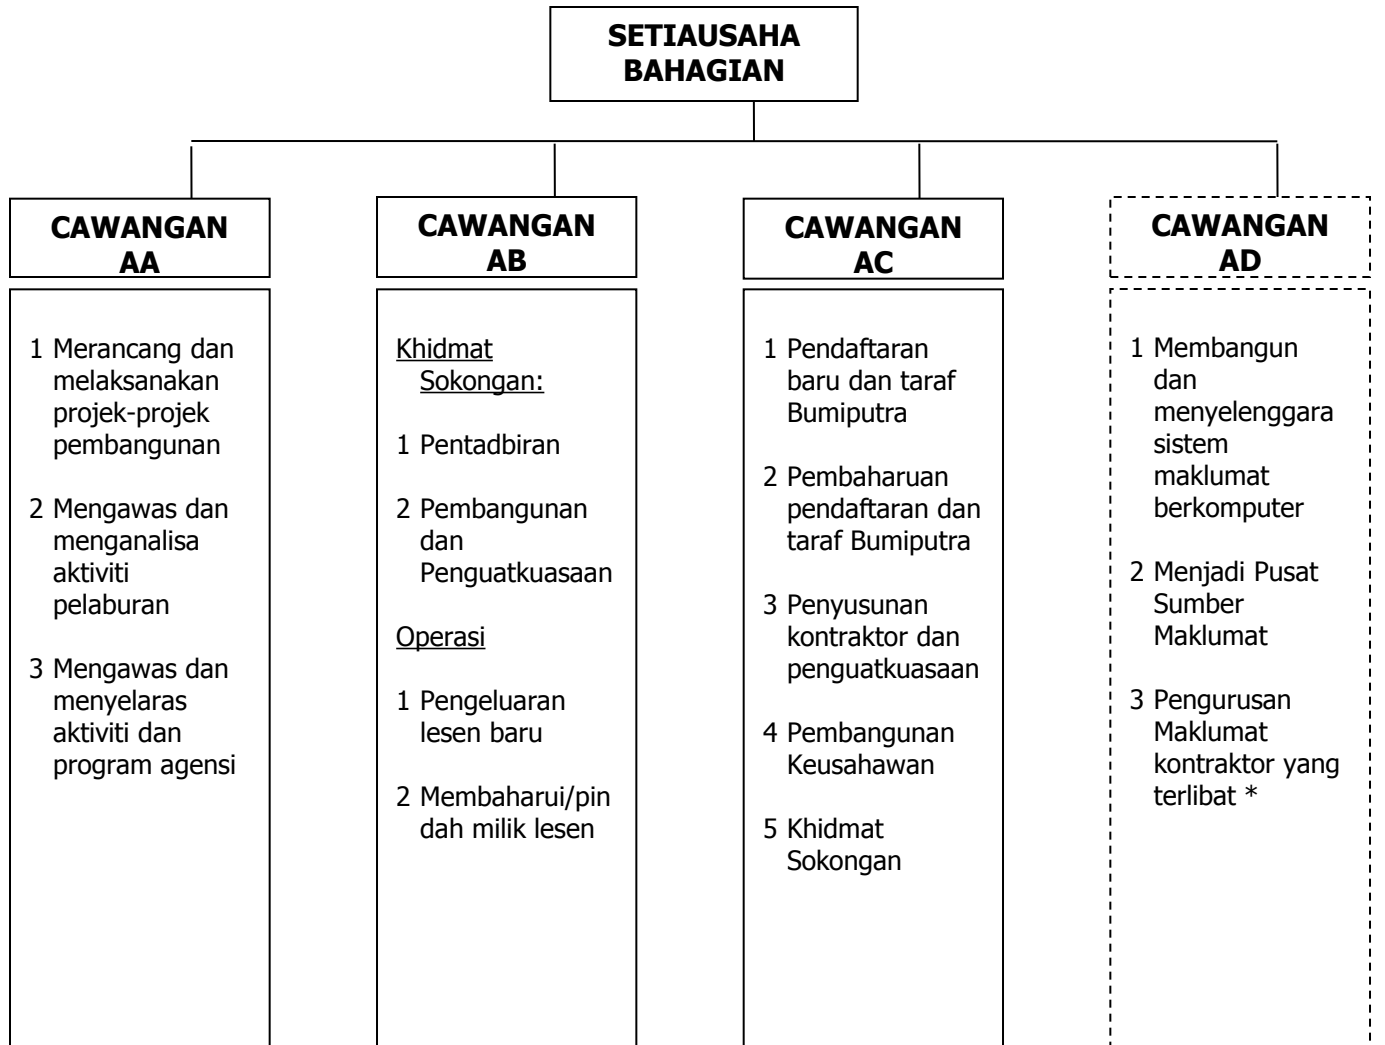 SETIAUSAHA
BAHAGIAN
CAWANGAN
AA
1 Merancang dan
melaksanakan
projek-projek
pembangunan
2 Mengawas dan
menganalisa
aktiviti
pelaburan
3 Mengawas dan
menyelaras
aktiviti dan
program agensi
CAWANGAN
AB
Khidmat
Sokongan:
1 Pentadbiran
2 Pembangunan
dan
Penguatkuasaan
Operasi
1 Pengeluaran
lesen baru
2 Membaharui/pin
dah milik lesen
CAWANGAN
AC
1 Pendaftaran
baru dan taraf
Bumiputra
2 Pembaharuan
pendaftaran dan
taraf Bumiputra
3 Penyusunan
kontraktor dan
penguatkuasaan
4 Pembangunan
Keusahawan
5 Khidmat
Sokongan
CAWANGAN
AD
1 Membangun
dan
menyelenggara
sistem
maklumat
berkomputer
2 Menjadi Pusat
Sumber
Maklumat
3 Pengurusan
Maklumat
kontraktor yang
terlibat *